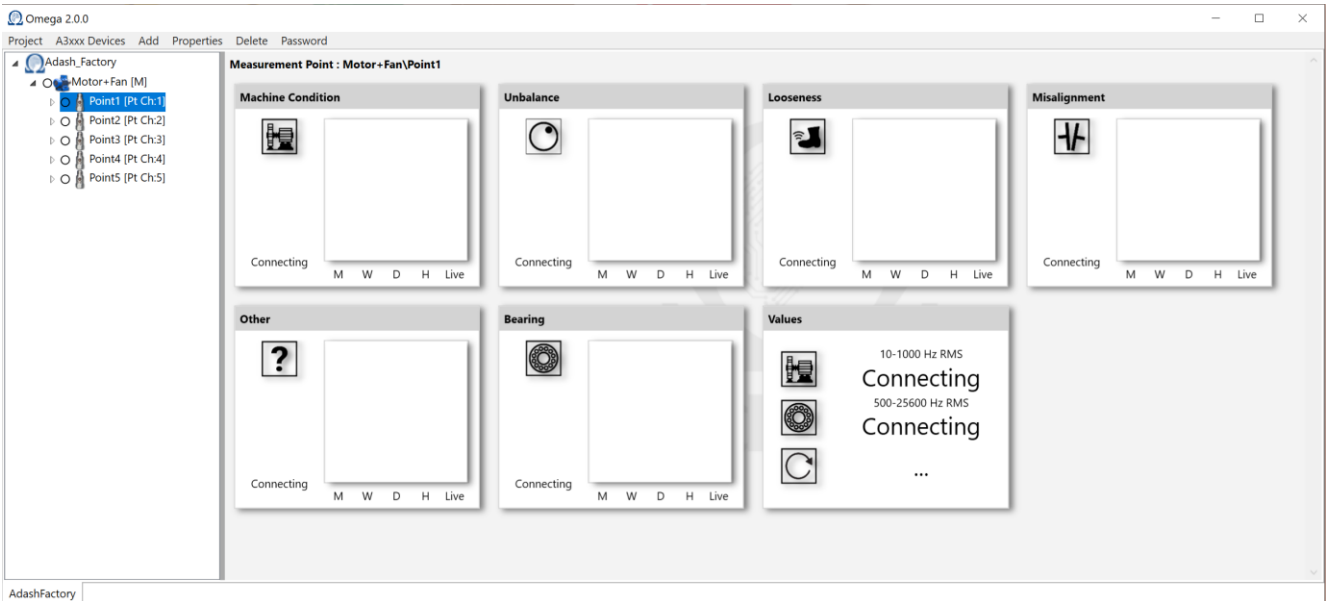 Omega 2.0.0
Project A3xxx Devices Add Properties Delete Password
Adash_Factory
Motor+Fan [M]
Point1 [Pt Ch:1]
Point2 [Pt Ch:2]
Point3 [Pt Ch:3]
Point4 [Pt Ch:4]
Point5 [Pt Ch:5]
Measurement Point : Motor+Fan\Point1
Machine Condition
Connecting
M W D H Live
Unbalance
Connecting
M W D H Live
Looseness
Connecting
M W D H Live
Misalignment
Connecting
M W D H Live
Other
?
Connecting
M W D H Live
Bearing
Connecting
M W D H Live
Values
10-1000 Hz RMS
Connecting
500-25600 Hz RMS
Connecting
...
AdashFactory